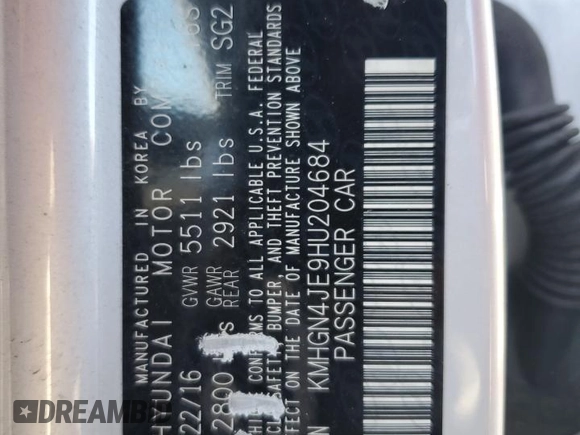 MANUFACTURED IN KOREA BY
HYUNDAI MOTOR COM
22/16 GVWR 5511 lbs
2800 GAWR REAR 2921 lbs TRIM SG2
CONFORMS TO ALL APPLICABLE U.S.A. FEDERAL
SAFETY, BUMPER AND THEFT PREVENTION STANDARDS
EFFECT ON THE DATE OF MANUFACTURE SHOWN ABOVE
KMHGN4JE9HU204684
PASSENGER CAR
DREAMBID